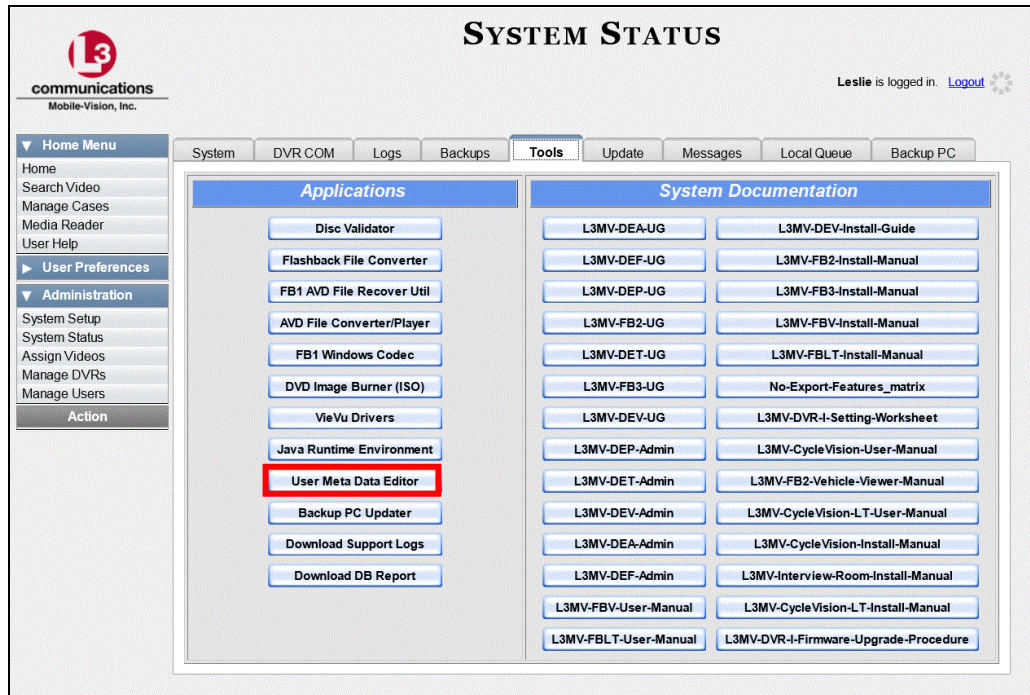 SYSTEM STATUS
L3
communications
Mobile-Vision, Inc.
Leslie is logged in. Logout
Home Menu
Home
Search Video
Manage Cases
Media Reader
User Help
User Preferences
Administration
System Setup
System Status
Assign Videos
Manage DVRs
Manage Users
Action
System DVR COM Logs Backups Tools Update Messages Local Queue Backup PC
Applications
Disc Validator
Flashback File Converter
FB1 AVD File Recover Util
AVD File Converter/Player
FB1 Windows Codec
DVD Image Burner (ISO)
VieVu Drivers
Java Runtime Environment
User Meta Data Editor
Backup PC Updater
Download Support Logs
Download DB Report
System Documentation
L3MV-DEA-UG
L3MV-DEF-UG
L3MV-DEP-UG
L3MV-FB2-UG
L3MV-DET-UG
L3MV-FB3-UG
L3MV-DEV-UG
L3MV-DEP-Admin
L3MV-DET-Admin
L3MV-DEV-Admin
L3MV-DEA-Admin
L3MV-DEF-Admin
L3MV-FBV-User-Manual
L3MV-FBLT-User-Manual
L3MV-DEV-Install-Guide
L3MV-FB2-Install-Manual
L3MV-FB3-Install-Manual
L3MV-FBV-Install-Manual
L3MV-FBLT-Install-Manual
No-Export-Features_matrix
L3MV-DVR-I-Setting-Worksheet
L3MV-CycleVision-User-Manual
L3MV-FB2-Vehicle-Viewer-Manual
L3MV-CycleVision-LT-User-Manual
L3MV-CycleVision-Install-Manual
L3MV-Interview-Room-Install-Manual
L3MV-CycleVision-LT-Install-Manual
L3MV-DVR-I-Firmware-Upgrade-Procedure